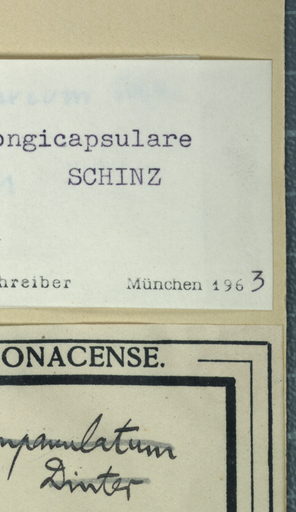 ongicapsulare
SCHINZ
hreiber München 1963
ONACENSE.
mpanulatum
Dinter